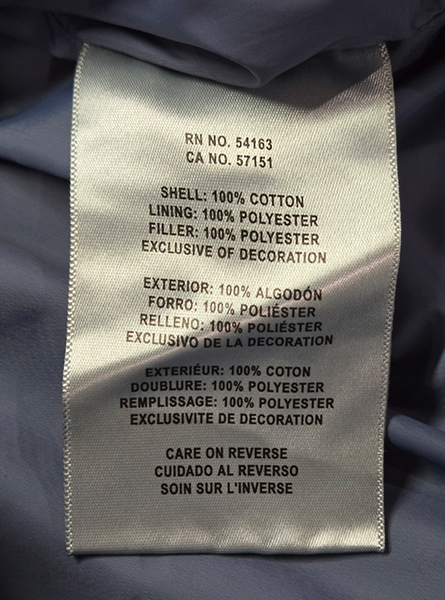 RN NO. 54163
CA NO. 57151
SHELL: 100% COTTON
LINING: 100% POLYESTER
FILLER: 100% POLYESTER
EXCLUSIVE OF DECORATION
EXTERIOR: 100% ALGODÓN
FORRO: 100% POLIÉSTER
RELLENO: 100% POLIÉSTER
EXCLUSIVO DE LA DECORATION
EXTERIÉUR: 100% COTON
DOUBLURE: 100% POLYESTER
REMPLISSAGE: 100% POLYESTER
EXCLUSIVITE DE DECORATION
CARE ON REVERSE
CUIDADO AL REVERSO
SOIN SUR L'INVERSE